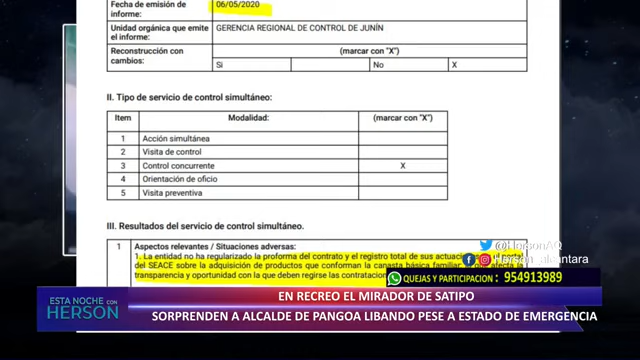 Fecha de emisión de informe:
06/05/2020
Unidad orgánica que emite el informe:
GERENCIA REGIONAL DE CONTROL DE JUNÍN
Reconstrucción con cambios:
(marcar con "X")
Si No X
II. Tipo de servicio de control simultáneo:
Item Modalidad: (marcar con "X")
1 Acción simultánea
2 Visita de control
3 Control concurrente X
4 Orientación de oficio
5 Visita preventiva
III. Resultados del servicio de control simultáneo.
1 Aspectos relevantes / Situaciones adversas:
1. La entidad no ha regularizado la proforma del contrato y el registro total de sus
del SEACE sobre la adquisición de productos que conforman la canasta básica familiar
transparencia y oportunidad con la que deben regirse las
@HersonAQ
Herson_alcantara
QUEJAS Y PARTICIPACION : 954913989
ESTA NOCHE CON
HERSON
EN RECREO EL MIRADOR DE SATIPO
SORPRENDEN A ALCALDE DE PANGOA LIBANDO PESE A ESTADO DE EMERGENCIA